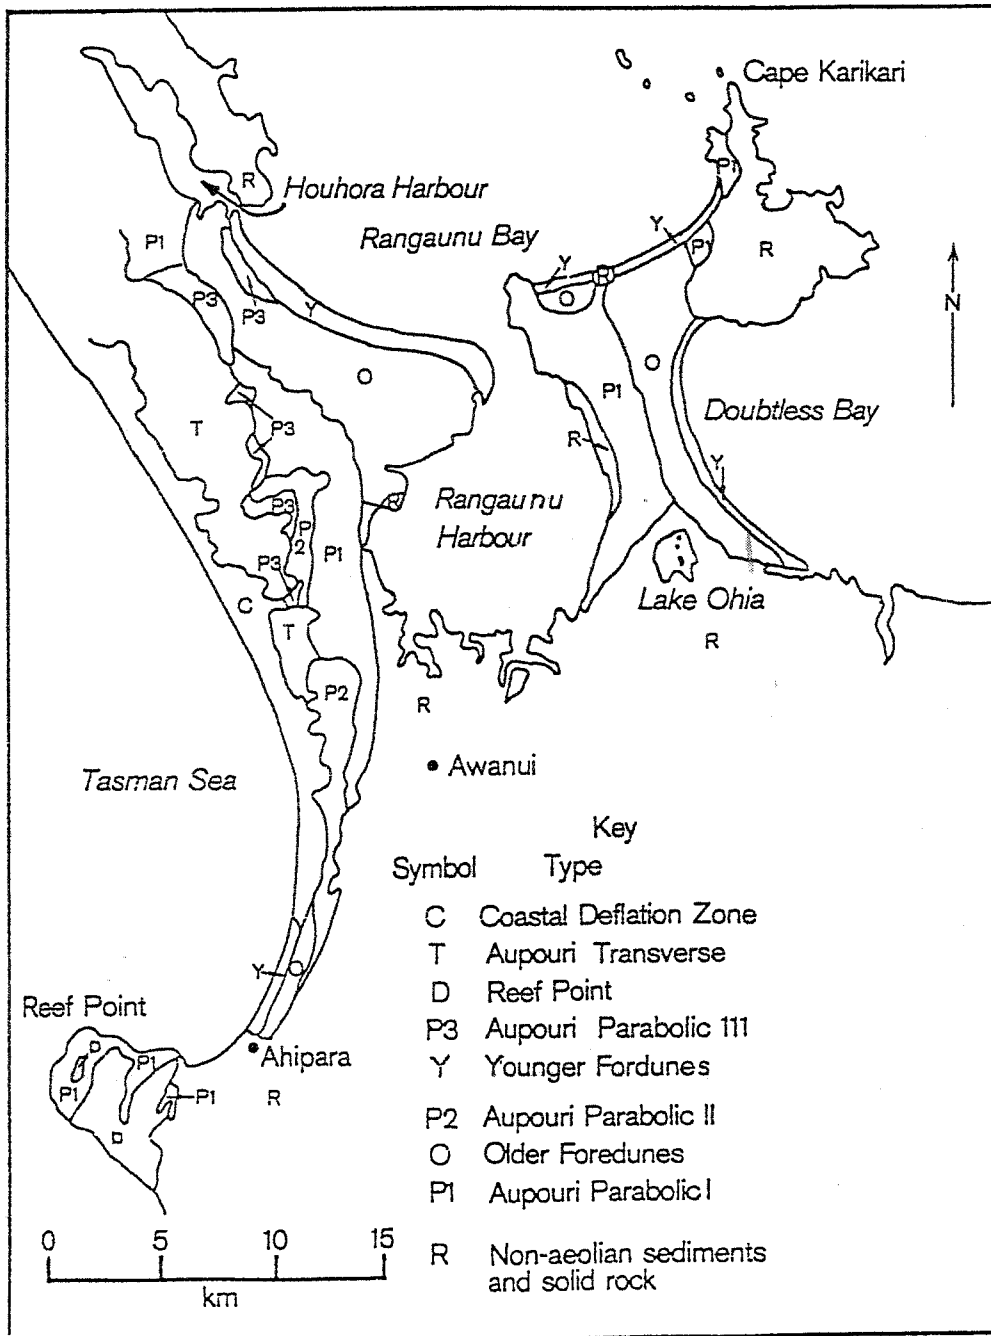 Cape Karikari
P1
R
Houhora Harbour
Rangaunu Bay
Y
P1
R
P1
Y
R
O
N
P3
P3
Y
O
O
P1
T
P3
Doubtless Bay
R
Y
P3
P
2
R
Rangaunu
Harbour
P1
P3
C
T
Lake Ohia
R
P2
R
Tasman Sea
Awanui
Key
Symbol Type
C Coastal Deflation Zone
T Aupouri Transverse
D Reef Point
P3 Aupouri Parabolic 111
Y Younger Fordunes
P2 Aupouri Parabolic II
O Older Foredunes
P1 Aupouri Parabolic I
R Non-aeolian sediments
and solid rock
Y
O
Reef Point
D
P1
Ahipara
P1
P1
R
D
0 5 10 15
km